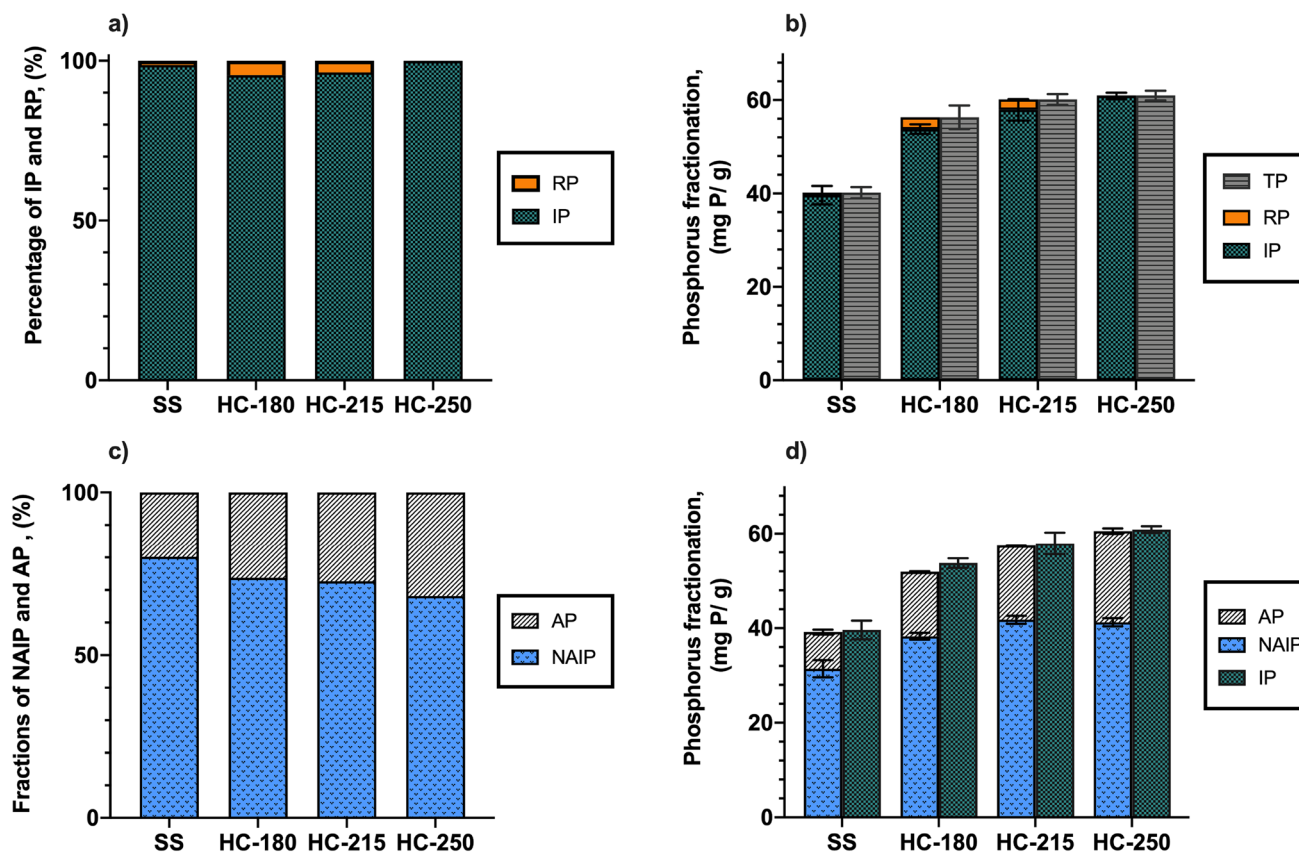 a)
Percentage of IP and RP, (%)
100
50
0
SS HC-180 HC-215 HC-250
RP
IP
b)
Phosphorus fractionation,
(mg P/ g)
60
40
20
0
SS HC-180 HC-215 HC-250
TP
RP
IP
c)
Fractions of NAIP and AP , (%)
100
50
0
SS HC-180 HC-215 HC-250
AP
NAIP
d)
Phosphorus fractionation,
(mg P/ g)
60
40
20
0
SS HC-180 HC-215 HC-250
AP
NAIP
IP